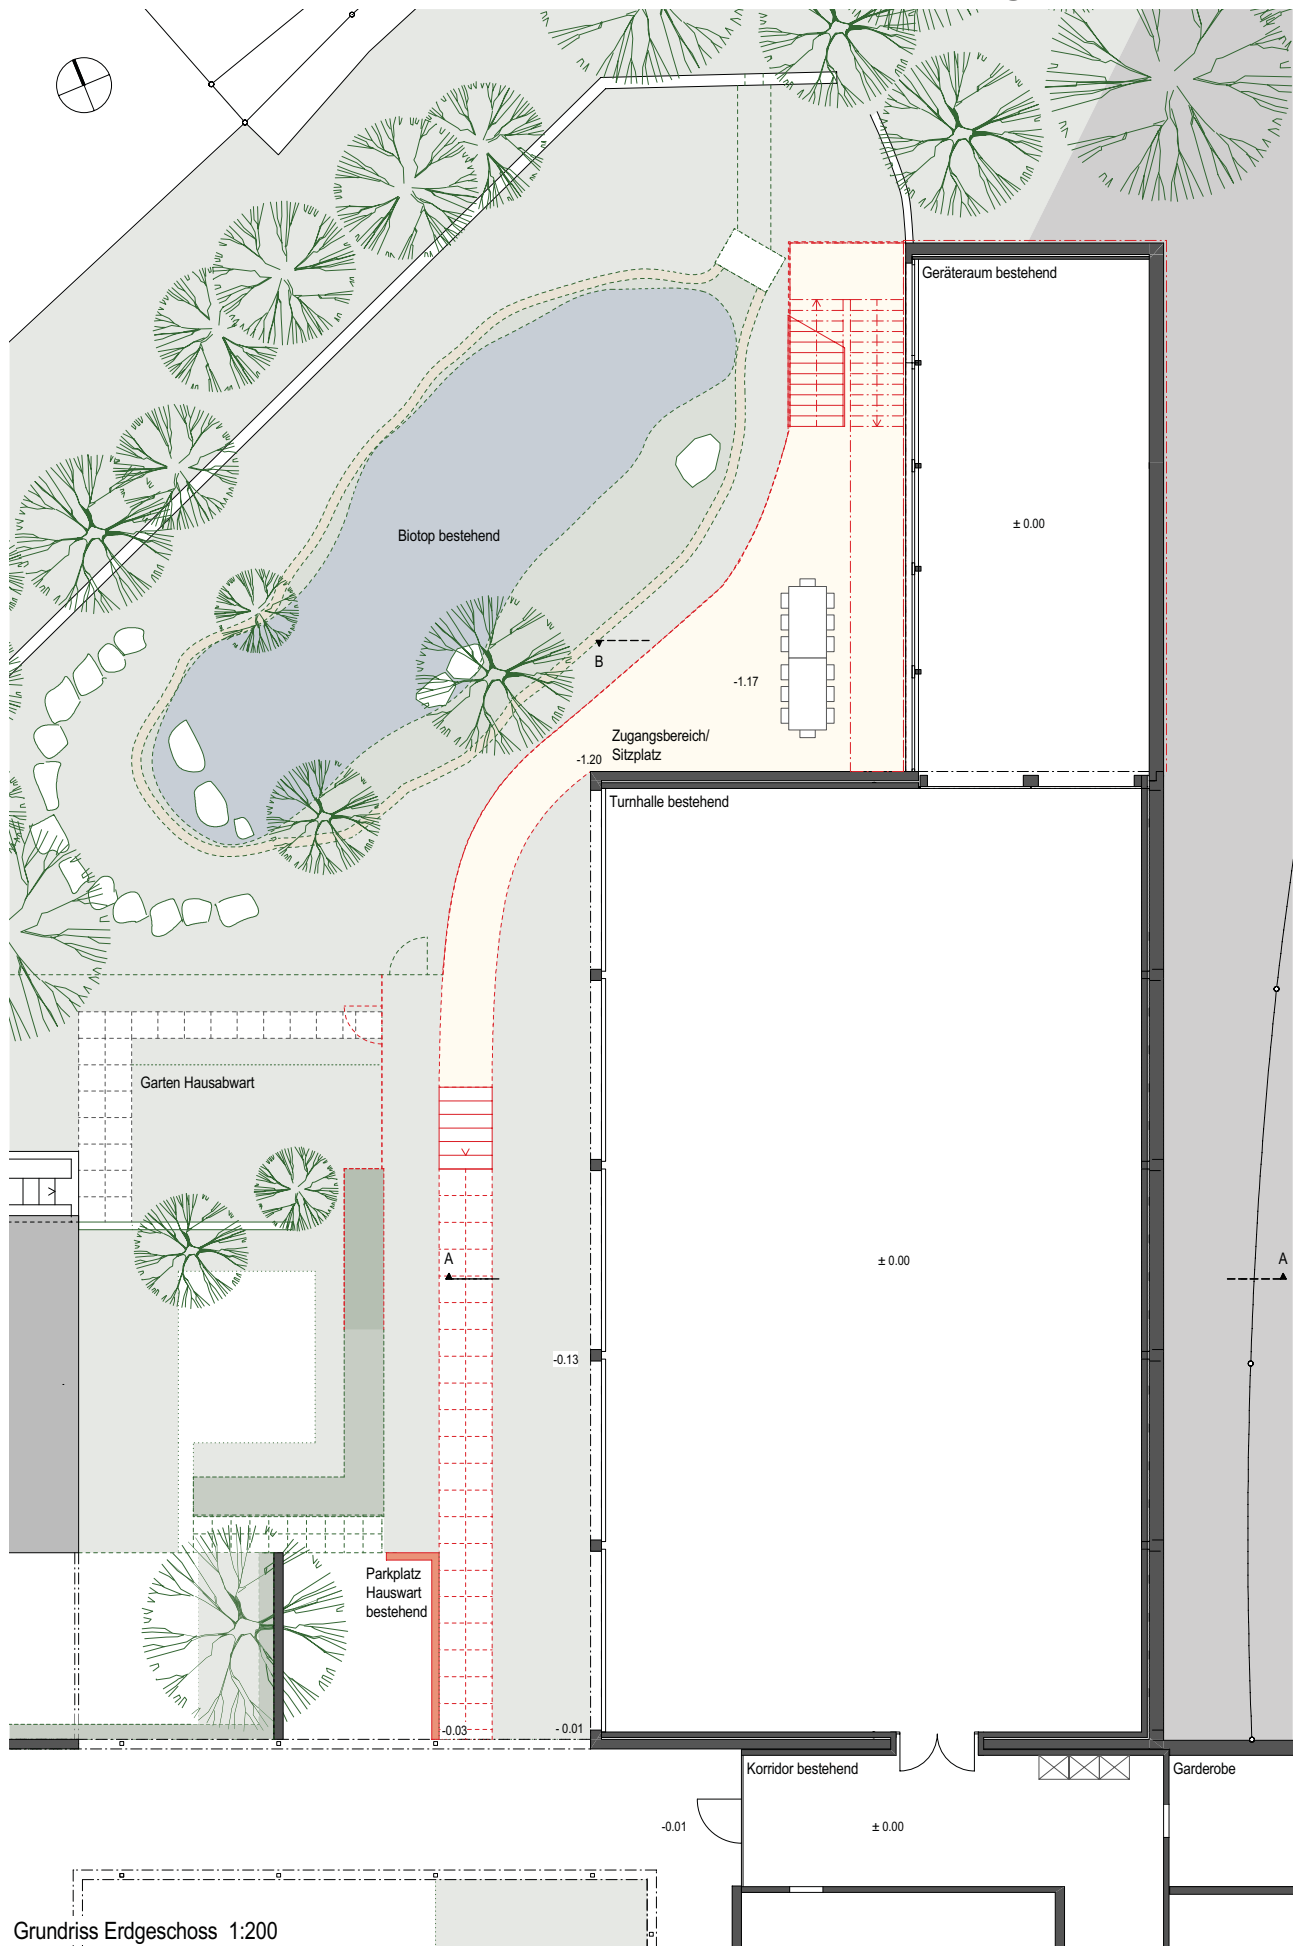 Geräteraum bestehend
± 0.00
Biotop bestehend
B
-1.17
Zugangsbereich/
Sitzplatz
-1.20
Turnhalle bestehend
Garten Hausabwart
A
± 0.00
A
-0.13
Parkplatz
Hauswart
bestehend
-0.03
- 0.01
Korridor bestehend
Garderobe
-0.01
± 0.00
Grundriss Erdgeschoss 1:200